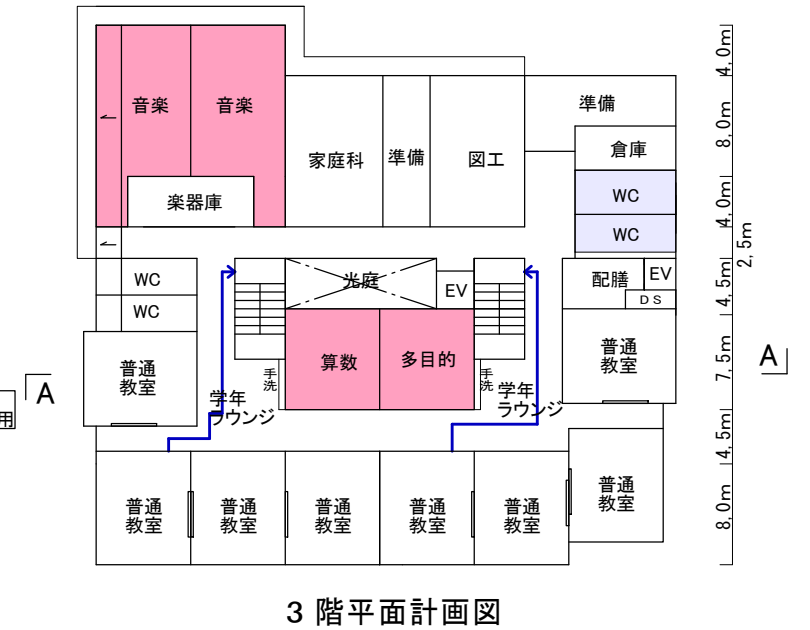 4,0m
音楽
音楽
準備
8,0m
家庭科
準備
図工
倉庫
WC
楽器庫
4,0m
WC
2,5m
WC
光庭
EV
配膳
EV
DS
4,5m
WC
普通
教室
算数
多目的
普通
教室
7,5m
手洗
手洗
A
A
用
学年
ラウンジ
学年
ラウンジ
4,5m
普通
教室
普通
教室
普通
教室
普通
教室
普通
教室
普通
教室
8,0m
3 階平面計画図